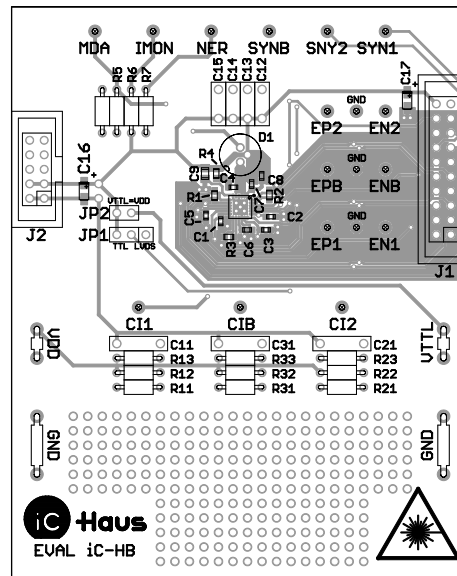 MDA IMON NER SYNB SNY2 SYN1
R5 R6 R7 C15 C14 C13 C12 C17
GND
EP2 EN2
D1
R4
C16
C9 C4 C8
GND
EPB EN B
R1 C7 R2
J2
VTTL=VDD
JP2
C5 C2
JP1
TTL LVDS
C1 R3 C6 C3
GND
EP1 EN1
J1
CI1 CIB CI2
VDD C11 C31 C21 VTTL
R13 R33 R23
R12 R32 R22
R11 R31 R21
GND GND
iC Haus
EVAL iC-HB